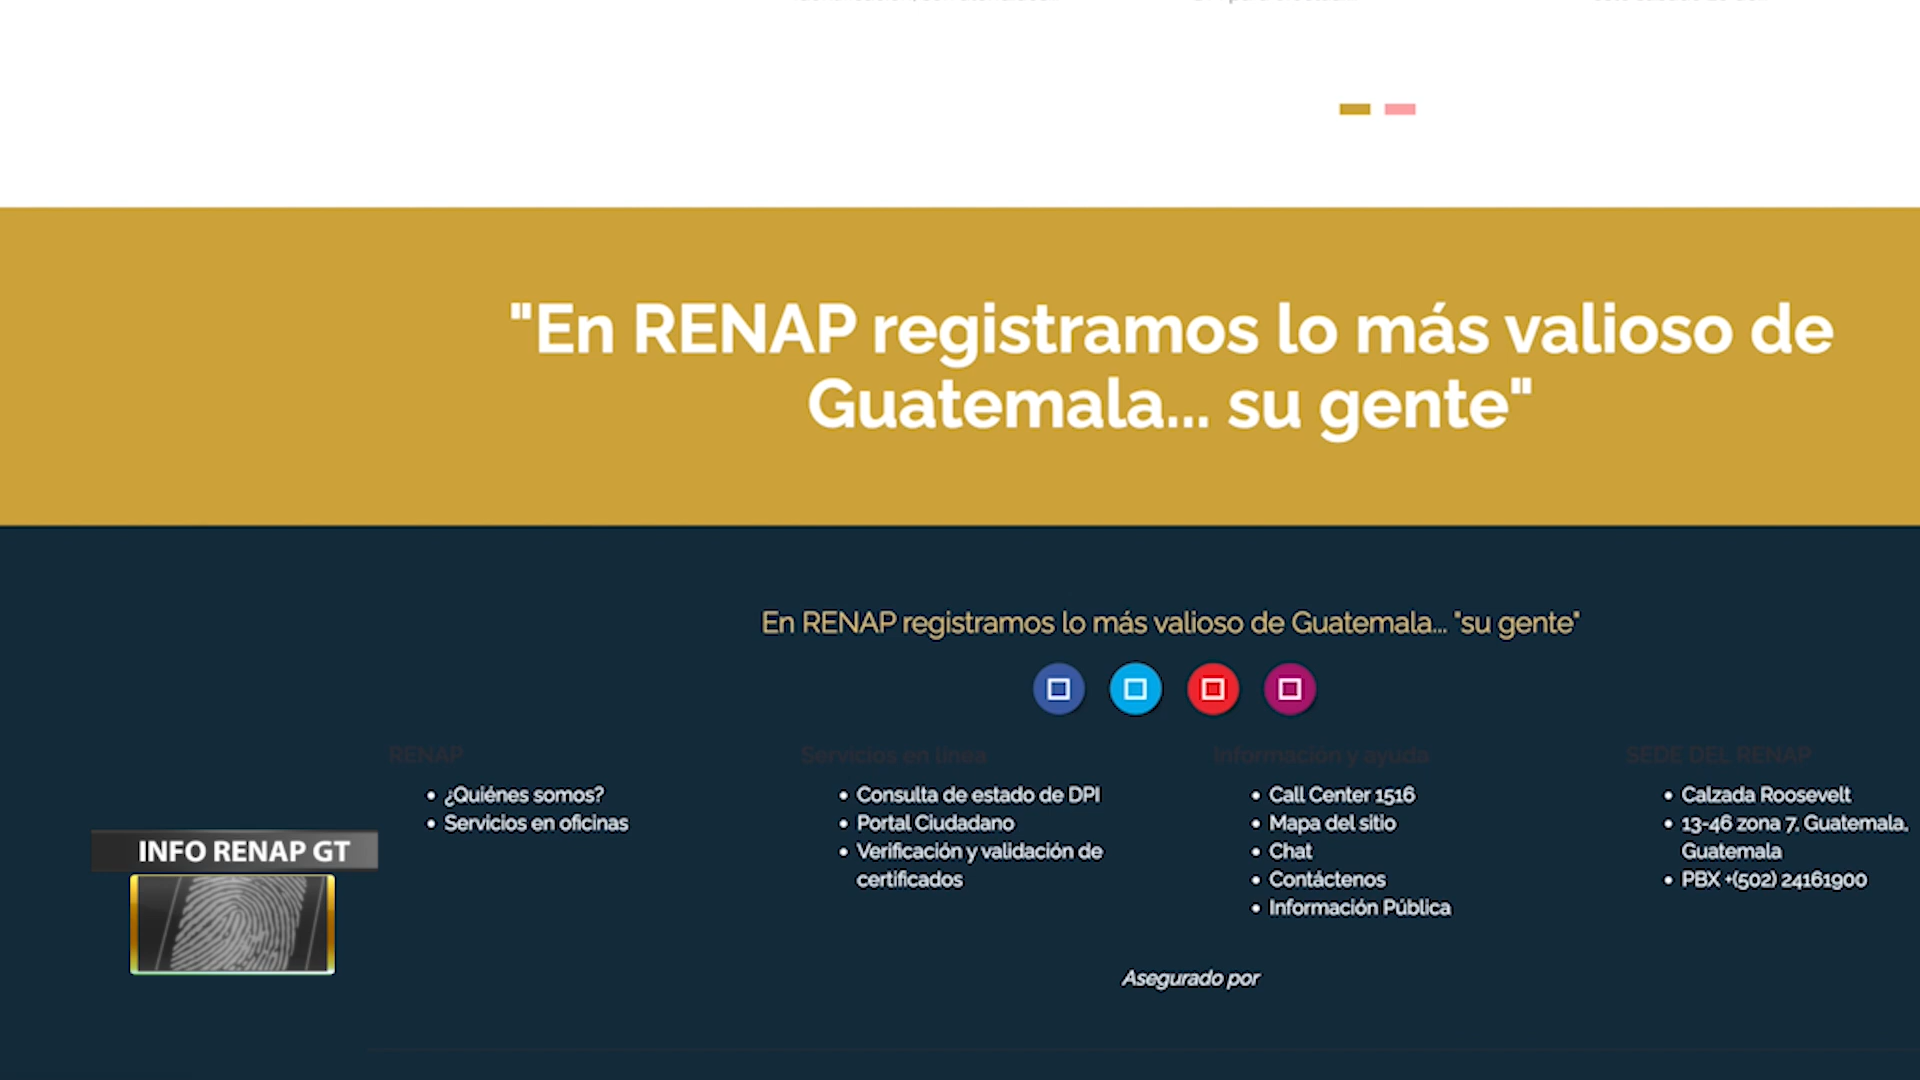 "En RENAP registramos lo más valioso de
Guatemala... su gente"
En RENAP registramos lo más valioso de Guatemala... "su gente"
RENAP
¿Quiénes somos?
Servicios en oficinas
Servicios en línea
Consulta de estado de DPI
Portal Ciudadano
Verificación y validación de
certificados
Información y ayuda
Call Center 1516
Mapa del sitio
Chat
Contáctenos
Información Pública
SEDE DEL RENAP
Calzada Roosevelt
13-46 zona 7, Guatemala,
Guatemala
PBX +(502) 24161900
INFO RENAP GT
Asegurado por